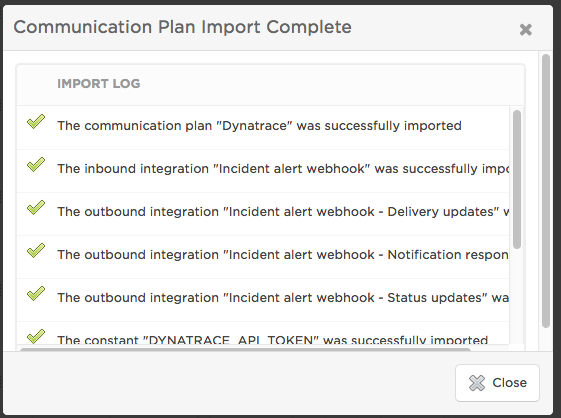 Communication Plan Import Complete
IMPORT LOG
The communication plan "Dynatrace" was successfully imported
The inbound integration "Incident alert webhook" was successfully impo
The outbound integration "Incident alert webhook - Delivery updates" w
The outbound integration "Incident alert webhook - Notification respon
The outbound integration "Incident alert webhook - Status updates" wa
The constant "DYNATRACE_API_TOKEN" was successfully imported
Close